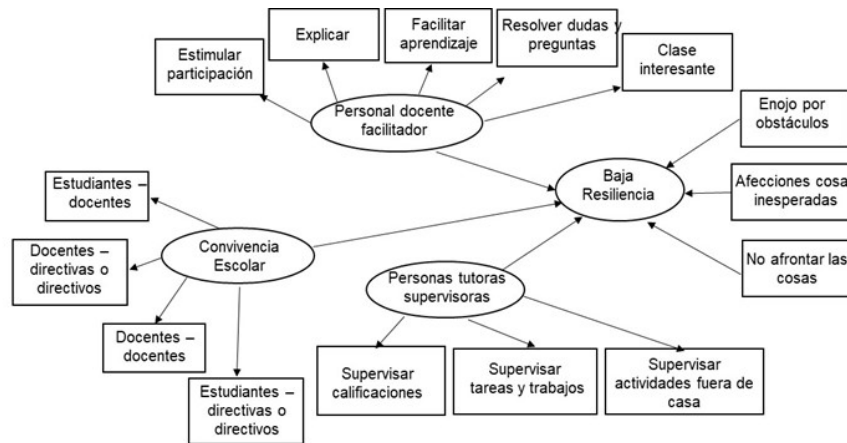 Estimular
participación
Explicar
Facilitar
aprendizaje
Resolver dudas y
preguntas
Clase
interesante
Personal docente
facilitador
Enojo por
obstáculos
Baja
Resiliencia
Afecciones cosas
inesperadas
No afrontar las
cosas
Estudiantes –
docentes
Docentes –
directivas o
directivos
Convivencia
Escolar
Docentes –
docentes
Estudiantes –
directivas o
directivos
Personas tutoras
supervisoras
Supervisar
calificaciones
Supervisar
tareas y trabajos
Supervisar
actividades fuera de
casa